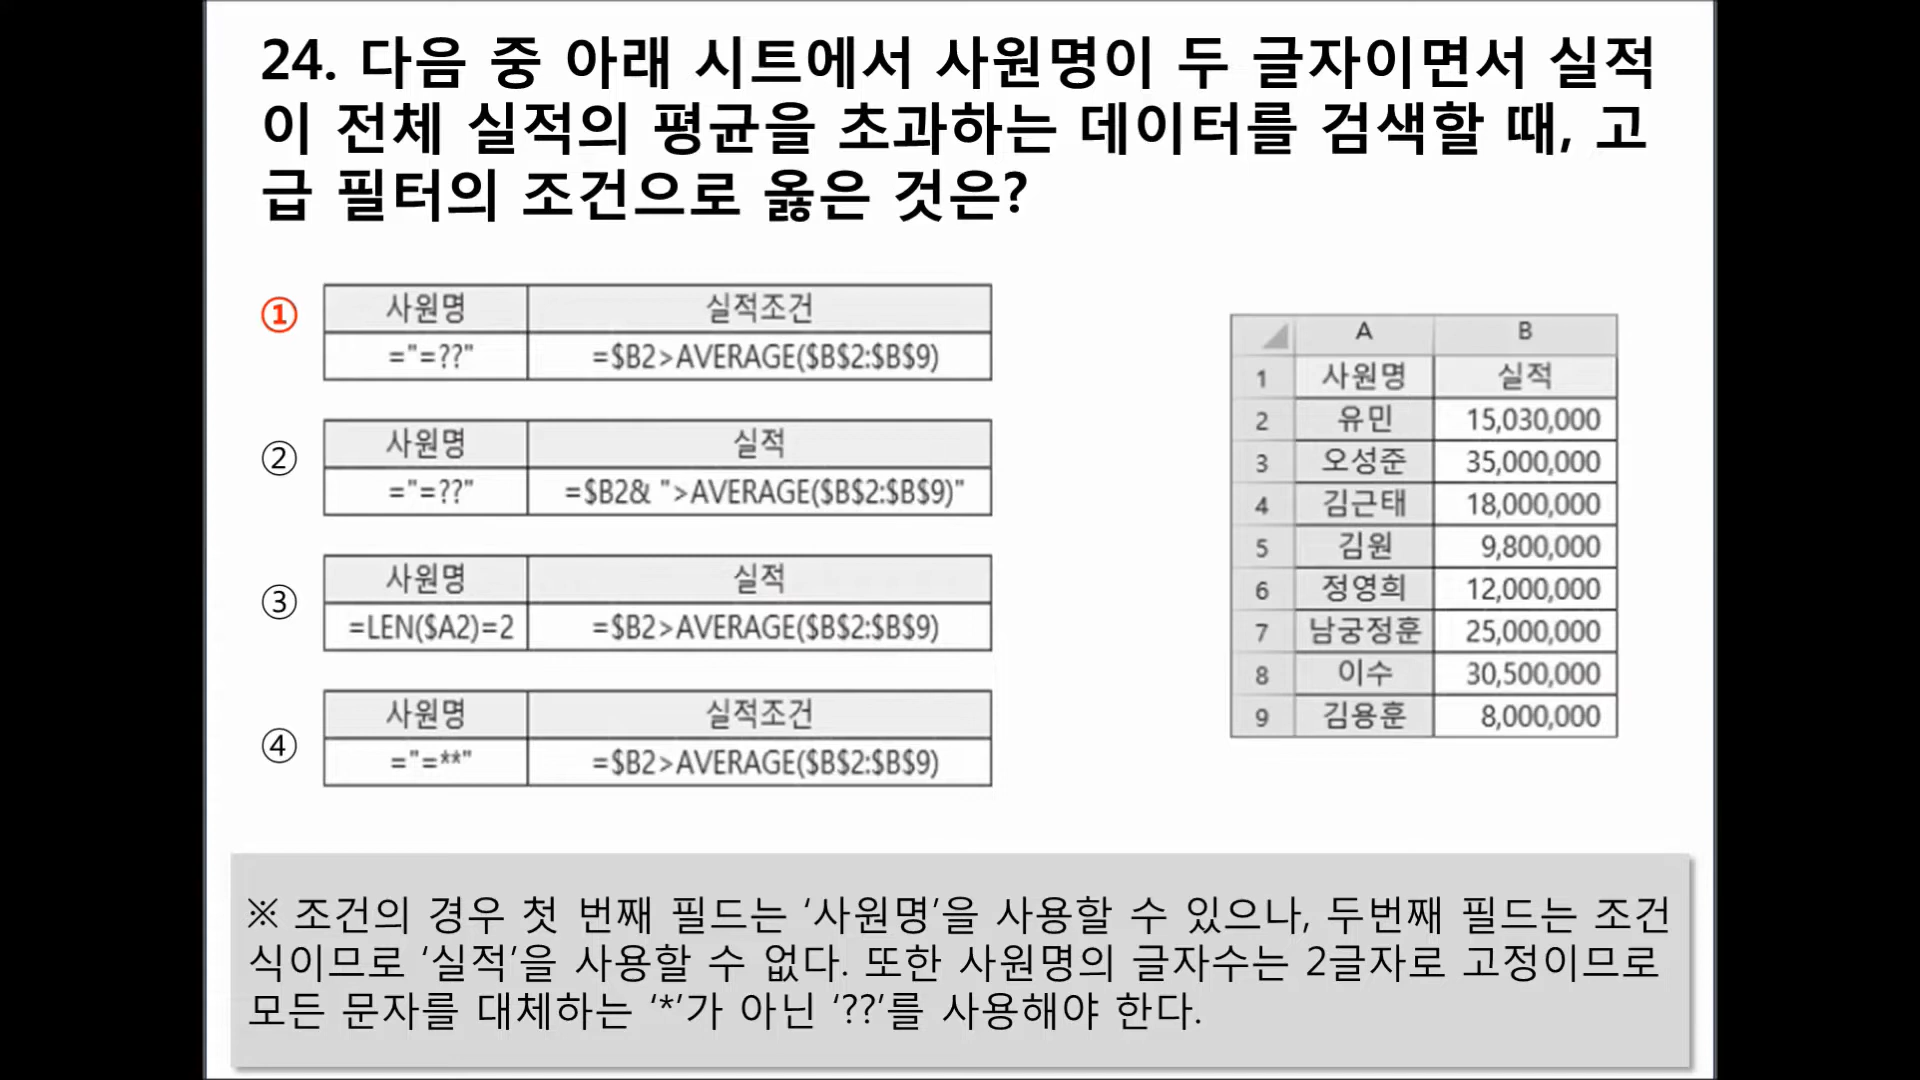 24. 다음 중 아래 시트에서 사원명이 두 글자이면서 실적
이 전체 실적의 평균을 초과하는 데이터를 검색할 때, 고
급 필터의 조건으로 옳은 것은?
① 사원명 실적조건
="=??" =$B2>AVERAGE($B$2:$B$9)
② 사원명 실적
="=??" =$B2& ">AVERAGE($B$2:$B$9)"
③ 사원명 실적
=LEN($A2)=2 =$B2>AVERAGE($B$2:$B$9)
④ 사원명 실적조건
="=**" =$B2>AVERAGE($B$2:$B$9)
A B
1 사원명 실적
2 유민 15,030,000
3 오성준 35,000,000
4 김근태 18,000,000
5 김원 9,800,000
6 정영희 12,000,000
7 남궁정훈 25,000,000
8 이수 30,500,000
9 김용훈 8,000,000
※ 조건의 경우 첫 번째 필드는 ‘사원명’을 사용할 수 있으나, 두번째 필드는 조건
식이므로 ‘실적’을 사용할 수 없다. 또한 사원명의 글자수는 2글자로 고정이므로
모든 문자를 대체하는 ‘*’가 아닌 ‘??’를 사용해야 한다.